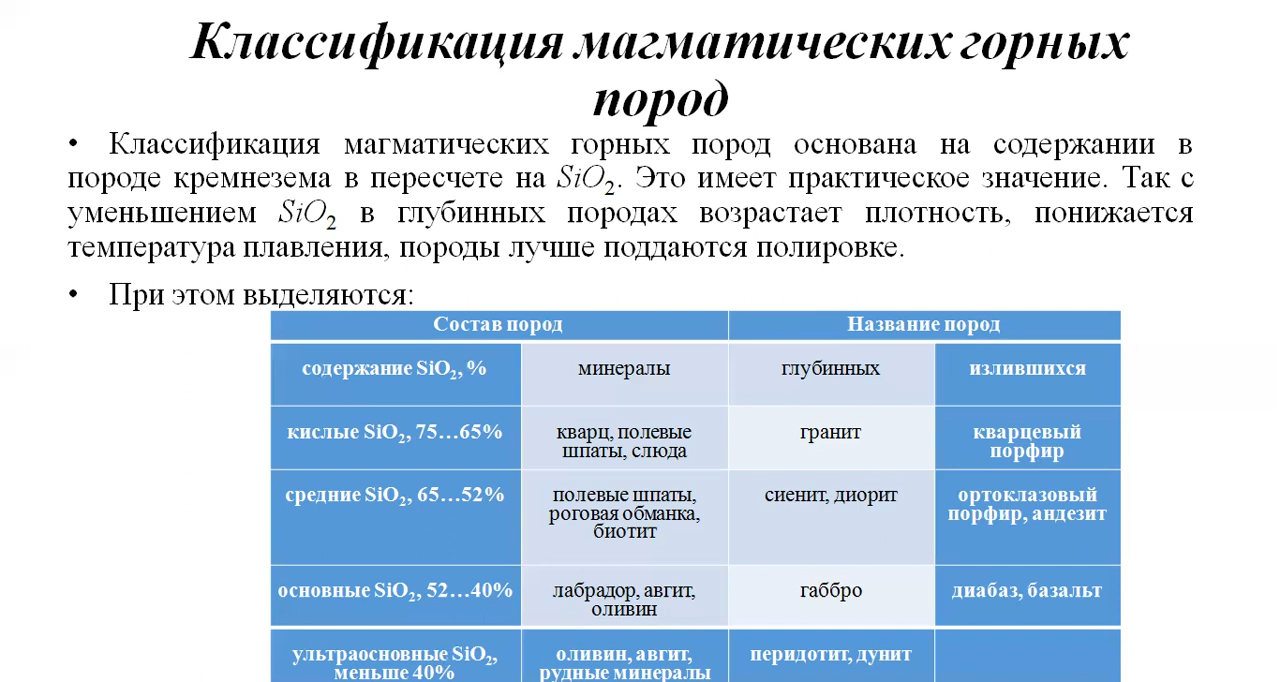 Классификация магматических горных
пород
• Классификация магматических горных пород основана на содержании в
породе кремнезема в пересчете на SiO₂. Это имеет практическое значение. Так с
уменьшением SiO₂ в глубинных породах возрастает плотность, понижается
температура плавления, породы лучше поддаются полировке.
• При этом выделяются:
Состав пород
Название пород
содержание SiO₂, %
минералы
глубинных
излившихся
кислые SiO₂, 75…65%
кварц, полевые
шпаты, слюда
гранит
кварцевый
порфир
средние SiO₂, 65…52%
полевые шпаты,
роговая обманка,
биотит
сиенит, диорит
ортоклазовый
порфир, андезит
основные SiO₂, 52…40%
лабрадор, авгит,
оливин
габбро
диабаз, базальт
ультраосновные SiO₂,
меньше 40%
оливин, авгит,
рудные минералы
перидотит, дунит